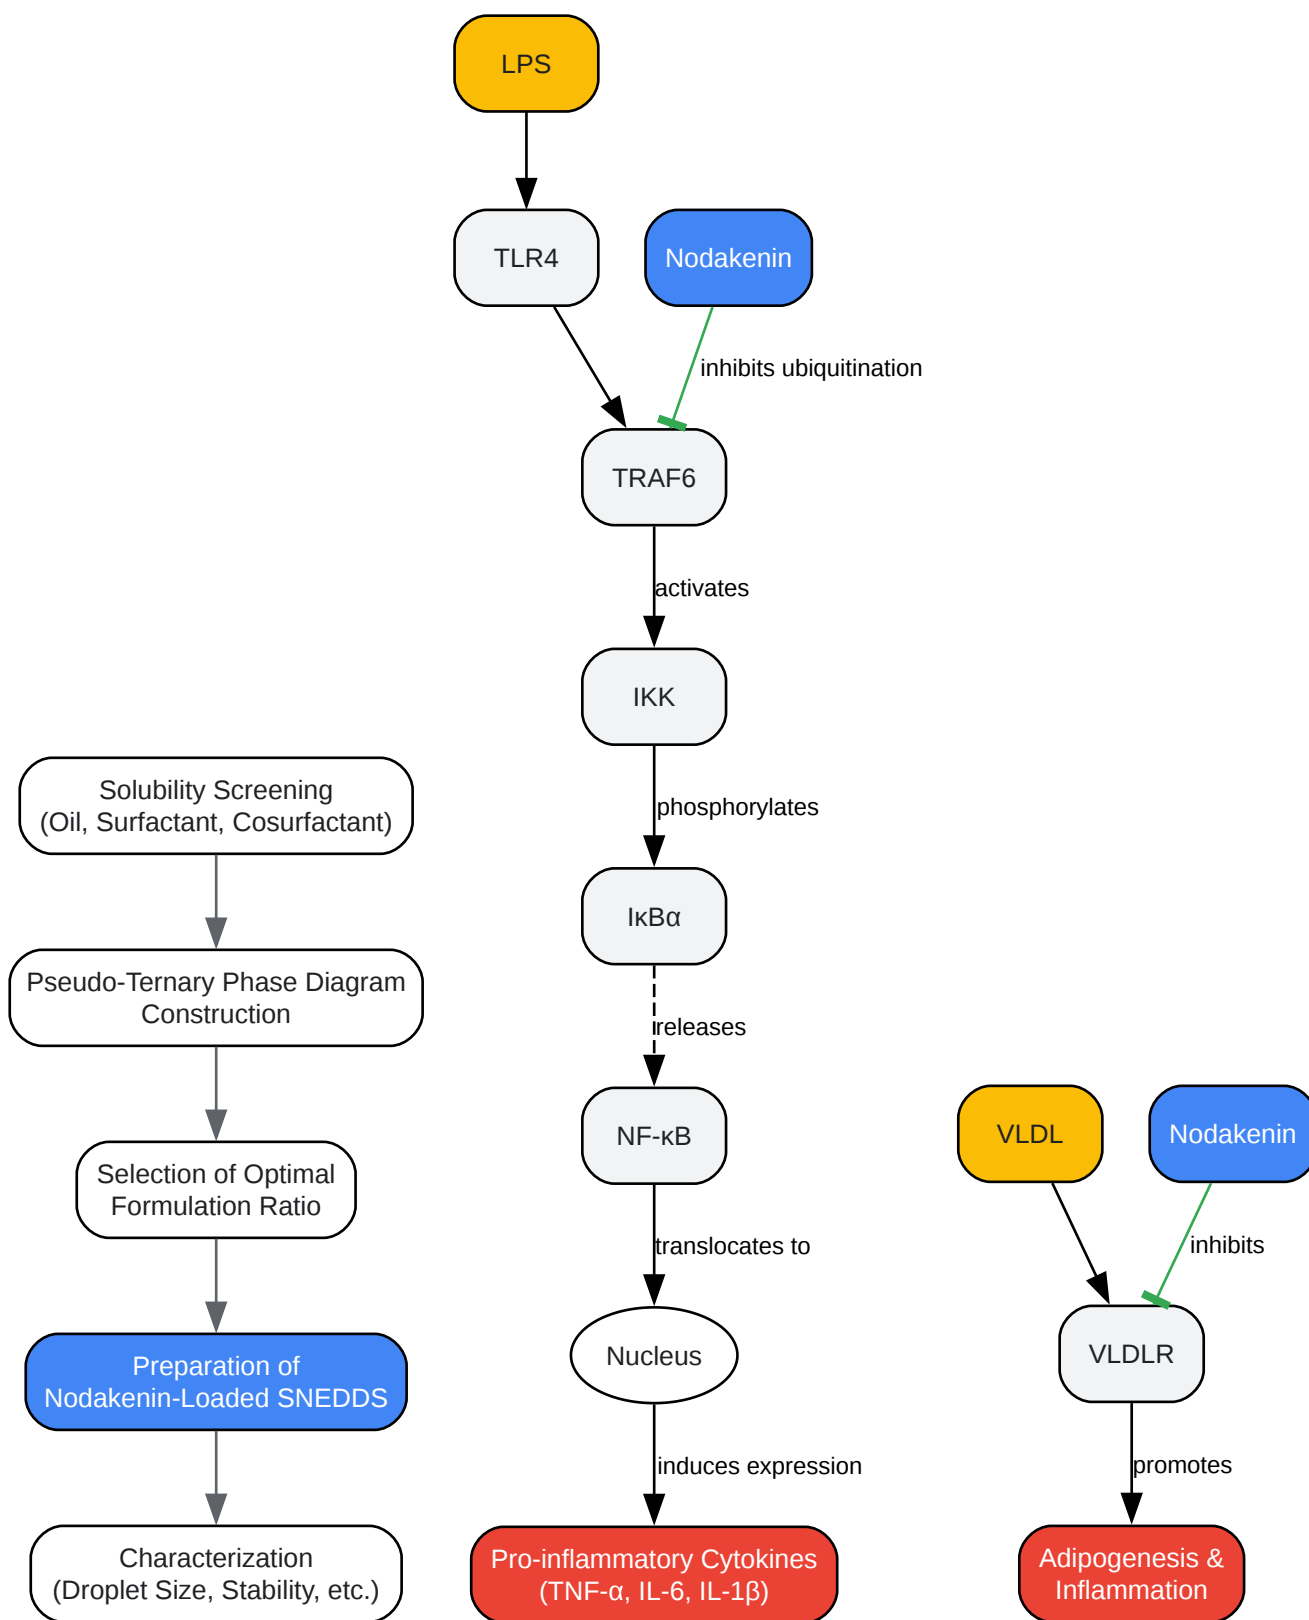 LPS
TLR4
Nodakenin
inhibits ubiquitination
TRAF6
activates
IKK
phosphorylates
IκBα
releases
NF-κB
translocates to
Nucleus
induces expression
Pro-inflammatory Cytokines
(TNF-α, IL-6, IL-1β)
Solubility Screening
(Oil, Surfactant, Cosurfactant)
Pseudo-Ternary Phase Diagram
Construction
Selection of Optimal
Formulation Ratio
Preparation of
Nodakenin-Loaded SNEDDS
Characterization
(Droplet Size, Stability, etc.)
VLDL
Nodakenin
inhibits
VLDLR
promotes
Adipogenesis &
Inflammation